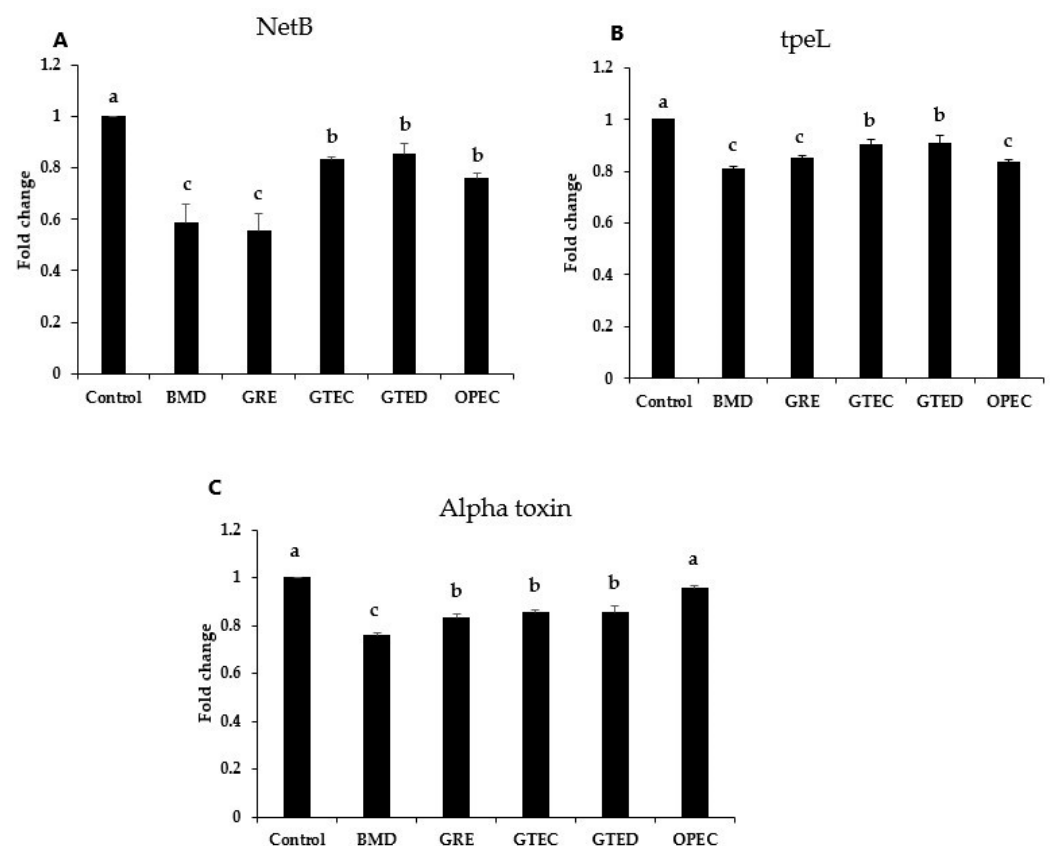 A
NetB
1.2
1
0.8
0.6
0.4
0.2
0
Fold change
a
c
c
b
b
b
Control BMD GRE GTEC GTED OPEC
B
tpeL
1.2
1
0.8
0.6
0.4
0.2
0
Fold change
a
c
c
b
b
c
Control BMD GRE GTEC GTED OPEC
C
Alpha toxin
1.2
1
0.8
0.6
0.4
0.2
0
Fold change
a
c
b
b
b
a
Control BMD GRE GTEC GTED OPEC